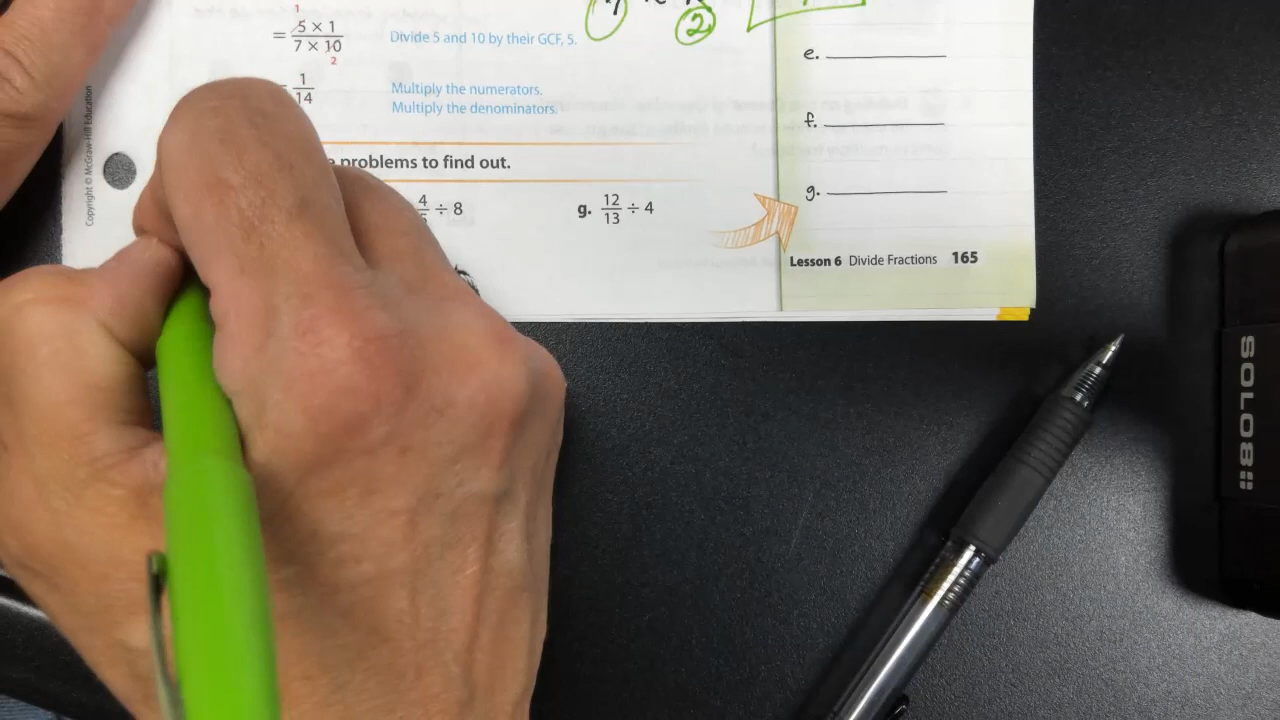 1
5 × 1
=
7 × 10
2
Divide 5 and 10 by their GCF, 5.
1
14
Multiply the numerators.
Multiply the denominators.
problems to find out.
4 ÷ 8
g. 12/13 ÷ 4
2
e.
f.
g.
Lesson 6 Divide Fractions 165
Copyright © McGraw-Hill Education
SOLO8